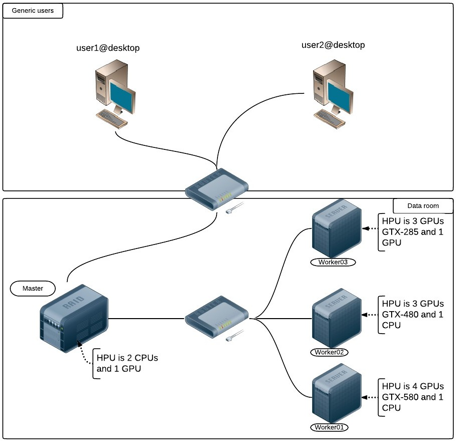 Generic users
user1@desktop
user2@desktop
Data room
HPU is 3 GPUs
GTX-285 and 1
GPU
Worker03
Master
HPU is 3 GPUs
GTX-480 and 1
CPU
Worker02
HPU is 2 CPUs
and 1 GPU
HPU is 4 GPUs
GTX-580 and 1
CPU
Worker01